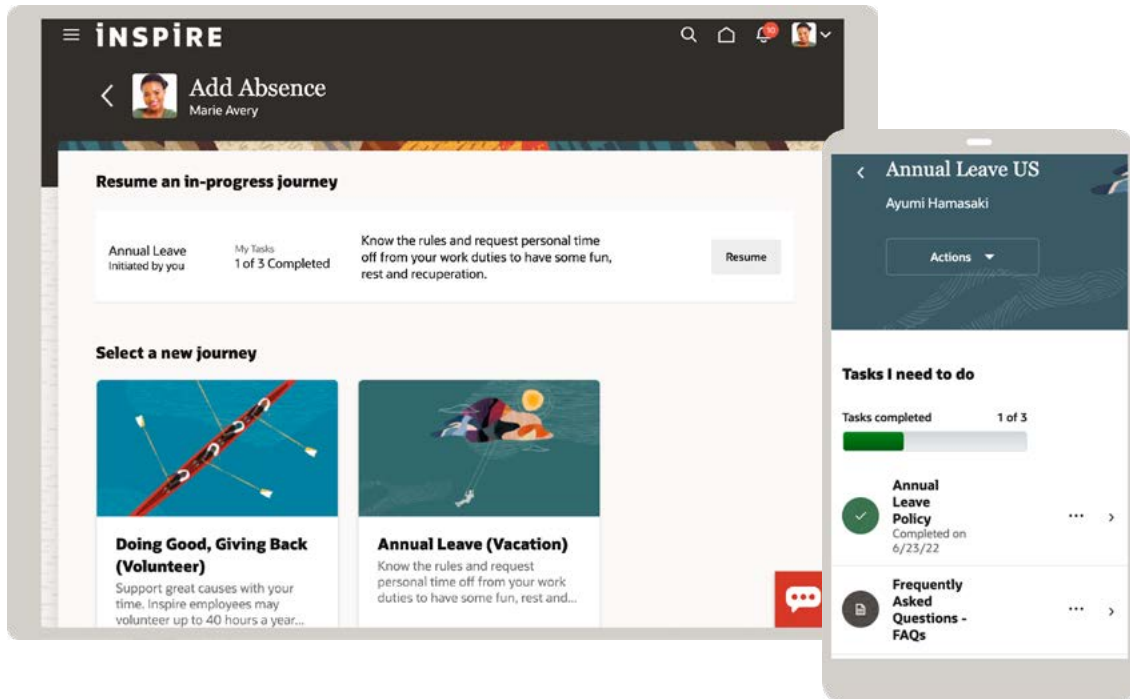 iNSPiRE
10
Add Absence
Marie Avery
Resume an in-progress journey
Annual Leave
Initiated by you
My Tasks
1 of 3 Completed
Know the rules and request personal time
off from your work duties to have some fun,
rest and recuperation.
Resume
Select a new journey
Doing Good, Giving Back
(Volunteer)
Support great causes with your
time. Inspire employees may
volunteer up to 40 hours a year...
Annual Leave (Vacation)
Know the rules and request
personal time off from your work
duties to have some fun, rest and...
Annual Leave US
Ayumi Hamasaki
Actions
Tasks I need to do
Tasks completed
1 of 3
Annual
Leave
Policy
Completed on
6/23/22
Frequently
Asked
Questions -
FAQs